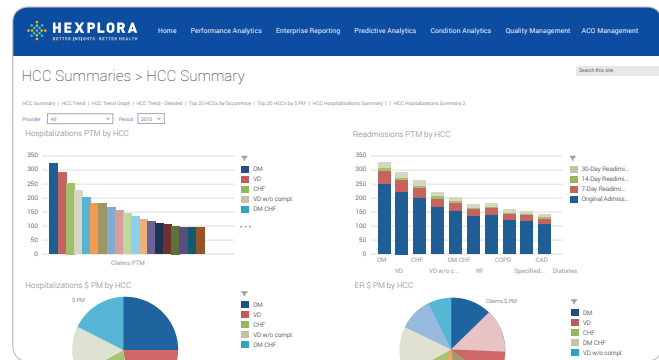 HEXPLORA
BETTER INSIGHTS BETTER HEALTH
Home Performance Analytics Enterprise Reporting Predictive Analytics Condition Analytics Quality Management ACO Management
HCC Summaries > HCC Summary
Search this site
HCC Summary | HCC Trend | HCC Trend Graph | HCC Trend - Detailed | Top 20 HCCs by Occurrence | Top 20 HCCs by $ PM | HCC Hospitalizations Summary 1 | HCC Hospitalizations Summary 2
Provider All Period 2013
Hospitalizations PTM by HCC
350
300
250
200
150
100
50
0
Claims PTM
DM
VD
CHF
VD w/o compl.
DM CHF
...
Readmissions PTM by HCC
350
300
250
200
150
100
50
0
DM CHF DM CHF COPD CAD
VD VD w/o c... RF Specified... Diabetes
30-Day Readimi...
14-Day Readimi...
7-Day Readimi...
Original Admiss...
Hospitalizations $ PM by HCC
$ PM
DM
VD
CHF
VD w/o compl.
DM CHF
ER $ PM by HCC
Claims $ PM
DM
VD
CHF
DM CHF
VD w/o compl.